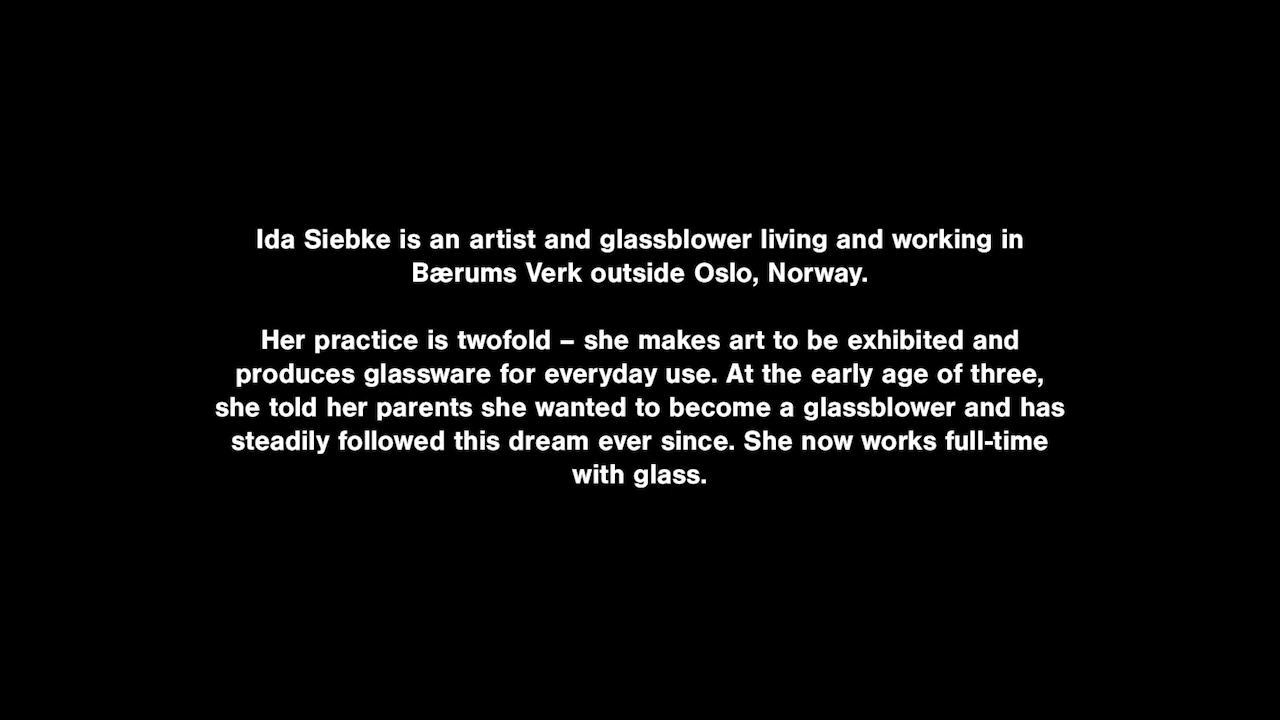 Ida Siebke is an artist and glassblower living and working in
Bærums Verk outside Oslo, Norway.
Her practice is twofold – she makes art to be exhibited and
produces glassware for everyday use. At the early age of three,
she told her parents she wanted to become a glassblower and has
steadily followed this dream ever since. She now works full-time
with glass.